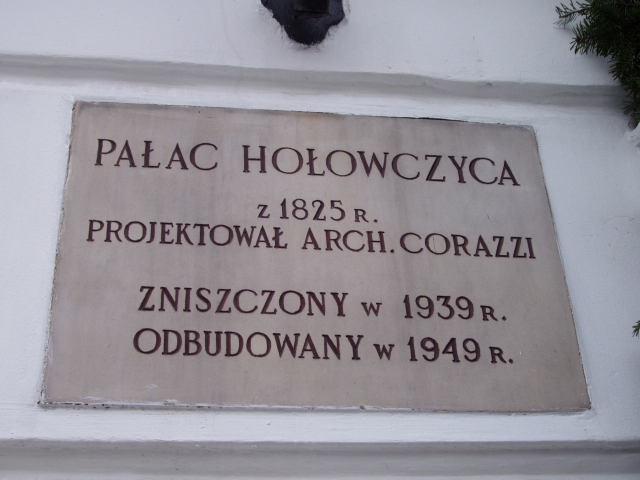 PAŁAC HOŁOWCZYCA
z 1825 R.
PROJEKTOWAŁ ARCH. CORAZZI
ZNISZCZONY w 1939 R.
ODBUDOWANY w 1949 R.